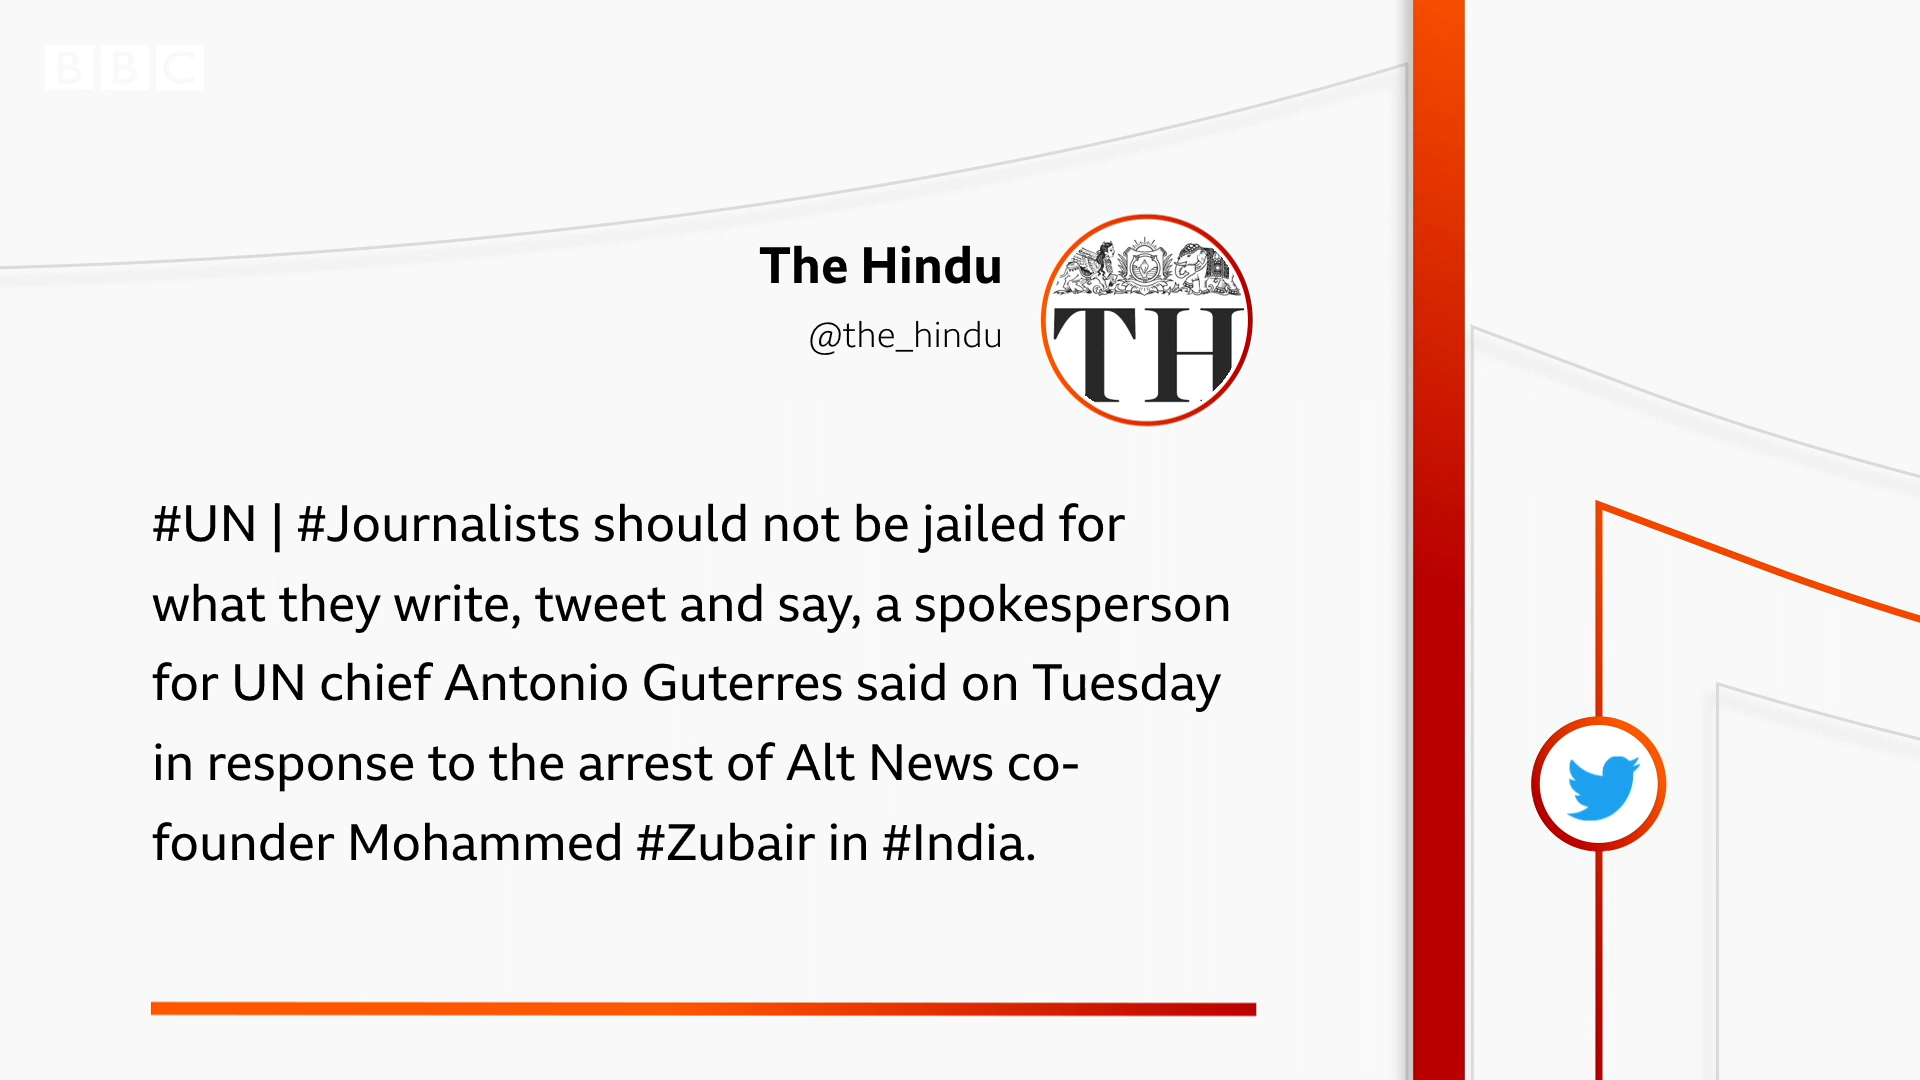 BBC
The Hindu
@the_hindu
TH
#UN | #Journalists should not be jailed for
what they write, tweet and say, a spokesperson
for UN chief Antonio Guterres said on Tuesday
in response to the arrest of Alt News co-
founder Mohammed #Zubair in #India.